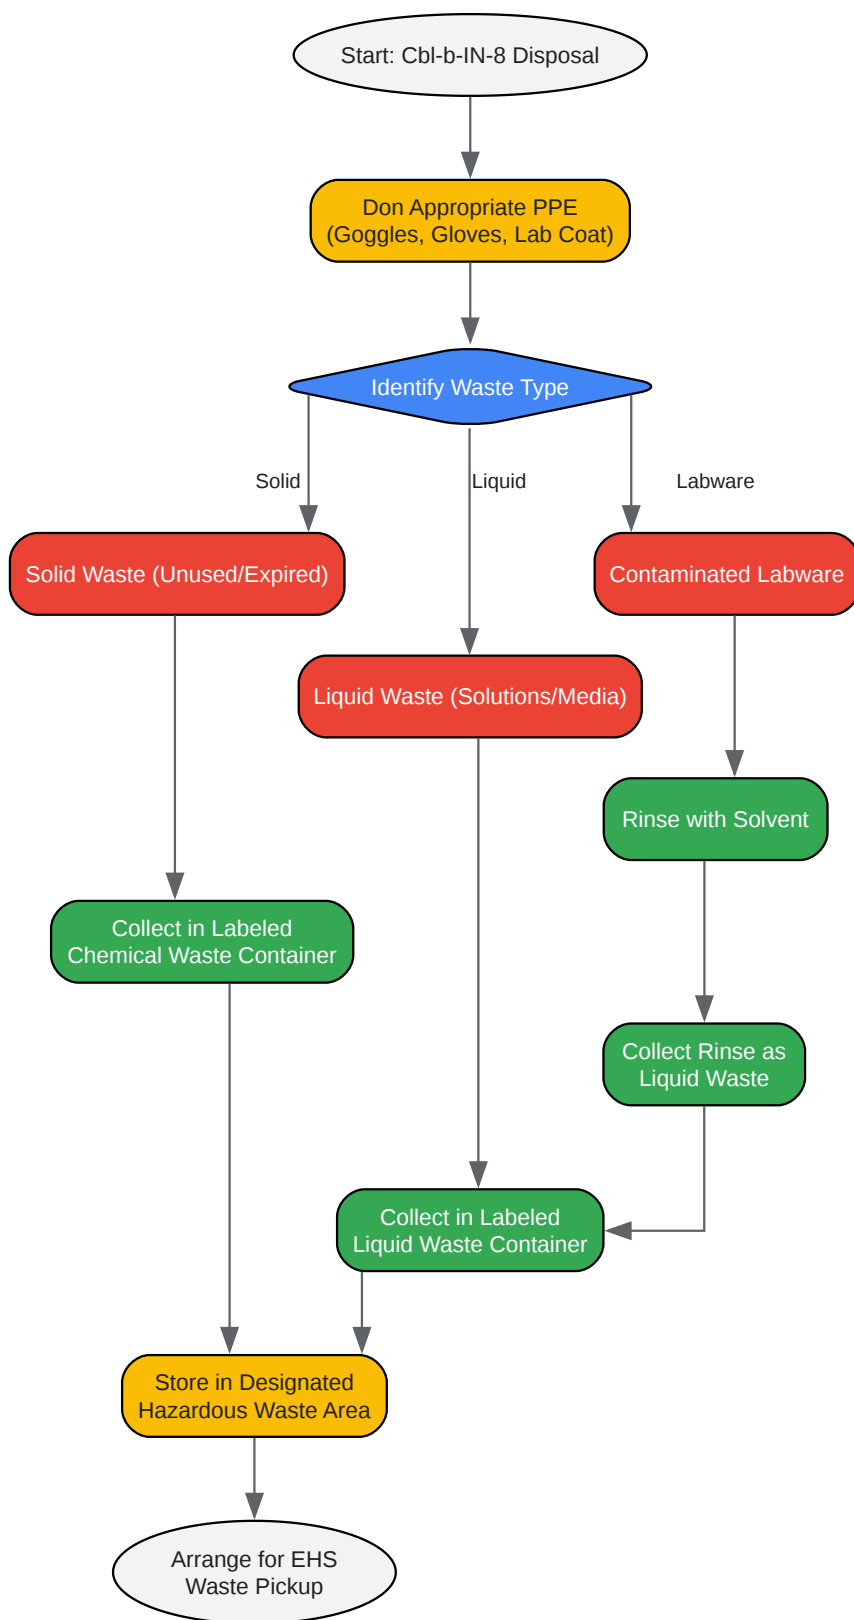 Start: Cbl-b-IN-8 Disposal
Don Appropriate PPE
(Goggles, Gloves, Lab Coat)
Identify Waste Type
Solid
Liquid
Labware
Solid Waste (Unused/Expired)
Contaminated Labware
Liquid Waste (Solutions/Media)
Rinse with Solvent
Collect in Labeled
Chemical Waste Container
Collect Rinse as
Liquid Waste
Collect in Labeled
Liquid Waste Container
Store in Designated
Hazardous Waste Area
Arrange for EHS
Waste Pickup